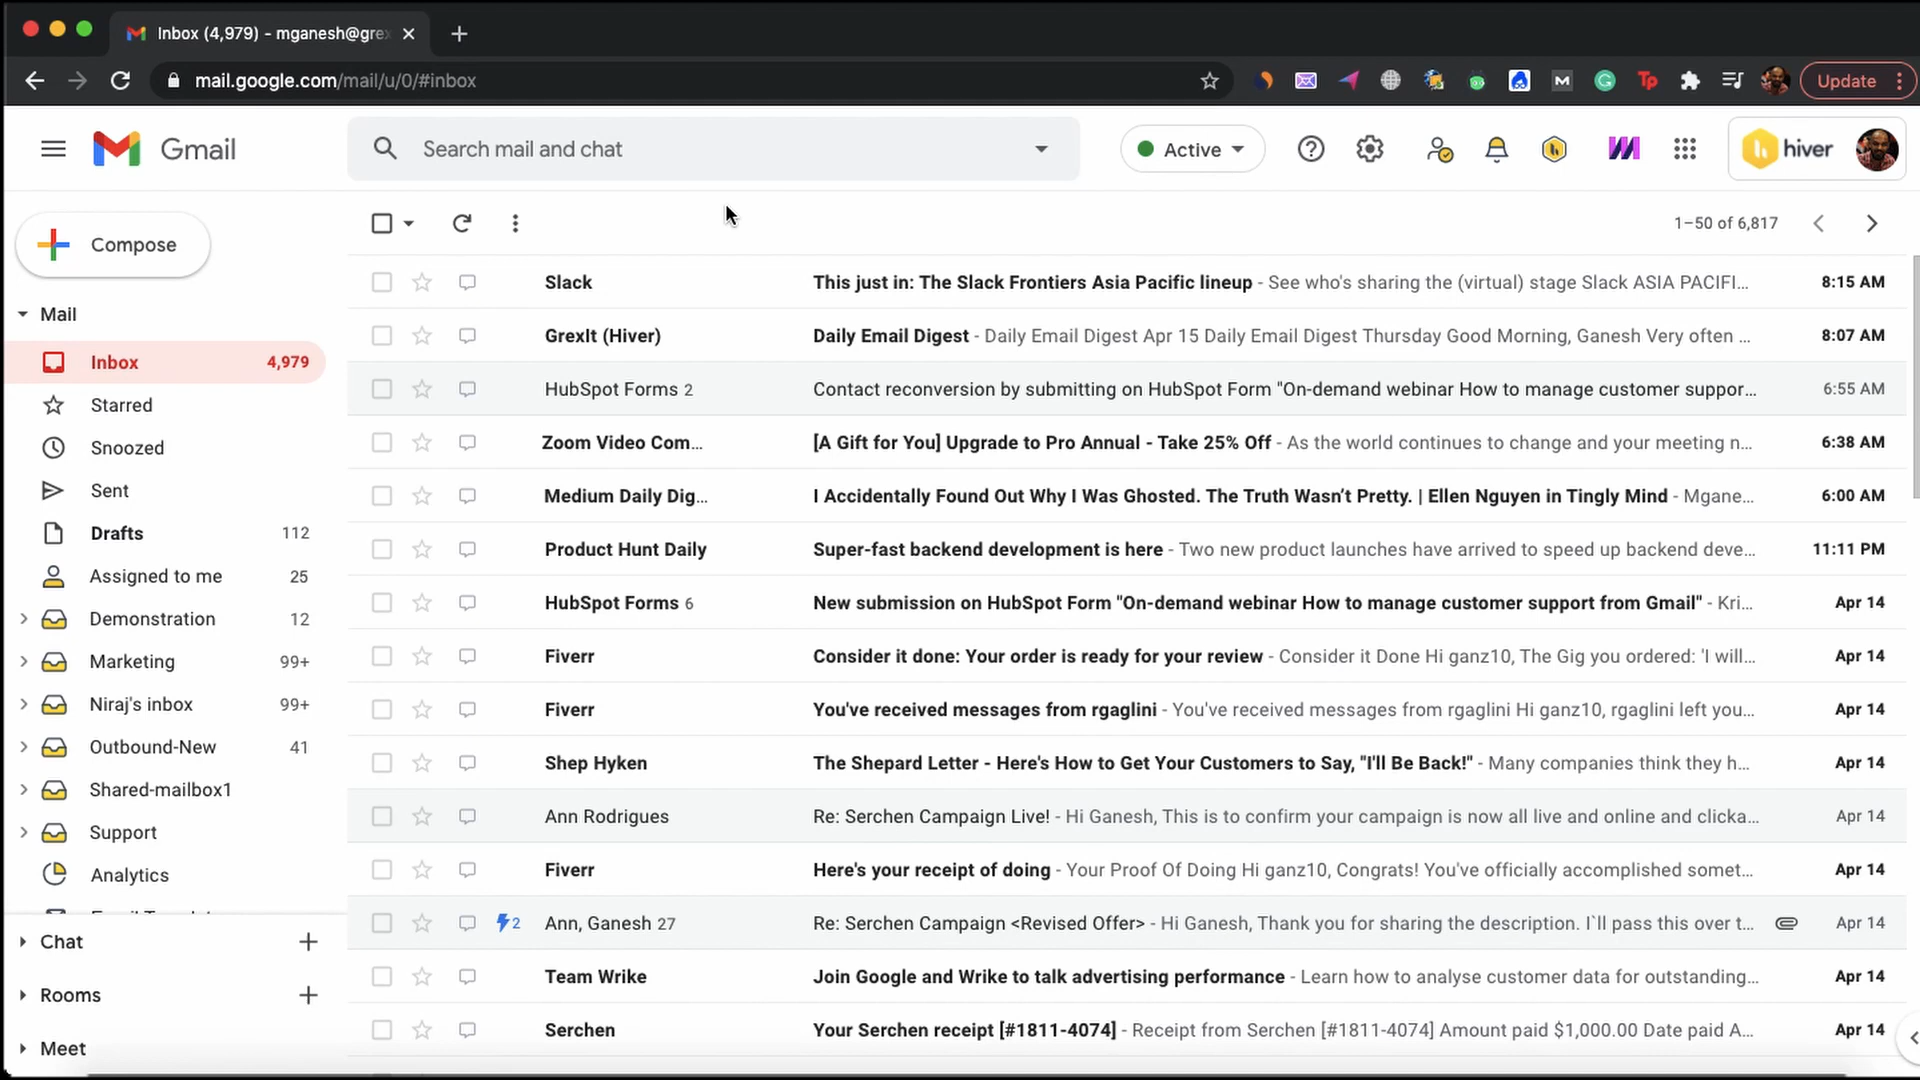 Inbox (4,979) - mganesh@gre
mail.google.com/mail/u/0/#inbox
Update
Gmail
Search mail and chat
Active
hiver
Compose
1–50 of 6,817
Mail
Inbox 4,979
Starred
Snoozed
Sent
Drafts 112
Assigned to me 25
Demonstration 12
Marketing 99+
Niraj's inbox 99+
Outbound-New 41
Shared-mailbox1
Support
Analytics
Chat
Rooms
Meet
Slack This just in: The Slack Frontiers Asia Pacific lineup - See who's sharing the (virtual) stage Slack ASIA PACIFI... 8:15 AM
GrexIt (Hiver) Daily Email Digest - Daily Email Digest Apr 15 Daily Email Digest Thursday Good Morning, Ganesh Very often ... 8:07 AM
HubSpot Forms 2 Contact reconversion by submitting on HubSpot Form "On-demand webinar How to manage customer suppor... 6:55 AM
Zoom Video Com... [A Gift for You] Upgrade to Pro Annual - Take 25% Off - As the world continues to change and your meeting n... 6:38 AM
Medium Daily Dig... I Accidentally Found Out Why I Was Ghosted. The Truth Wasn’t Pretty. | Ellen Nguyen in Tingly Mind - Mgane... 6:00 AM
Product Hunt Daily Super-fast backend development is here - Two new product launches have arrived to speed up backend deve... 11:11 PM
HubSpot Forms 6 New submission on HubSpot Form "On-demand webinar How to manage customer support from Gmail" - Kri... Apr 14
Fiverr Consider it done: Your order is ready for your review - Consider it Done Hi ganz10, The Gig you ordered: 'I will... Apr 14
Fiverr You've received messages from rgaglini - You've received messages from rgaglini Hi ganz10, rgaglini left you... Apr 14
Shep Hyken The Shepard Letter - Here's How to Get Your Customers to Say, "I'll Be Back!" - Many companies think they h... Apr 14
Ann Rodrigues Re: Serchen Campaign Live! - Hi Ganesh, This is to confirm your campaign is now all live and online and clicka... Apr 14
Fiverr Here's your receipt of doing - Your Proof Of Doing Hi ganz10, Congrats! You've officially accomplished somet... Apr 14
2 Ann, Ganesh 27 Re: Serchen Campaign <Revised Offer> - Hi Ganesh, Thank you for sharing the description. I`ll pass this over t... Apr 14
Team Wrike Join Google and Wrike to talk advertising performance - Learn how to analyse customer data for outstanding... Apr 14
Serchen Your Serchen receipt [#1811-4074] - Receipt from Serchen [#1811-4074] Amount paid $1,000.00 Date paid A... Apr 14